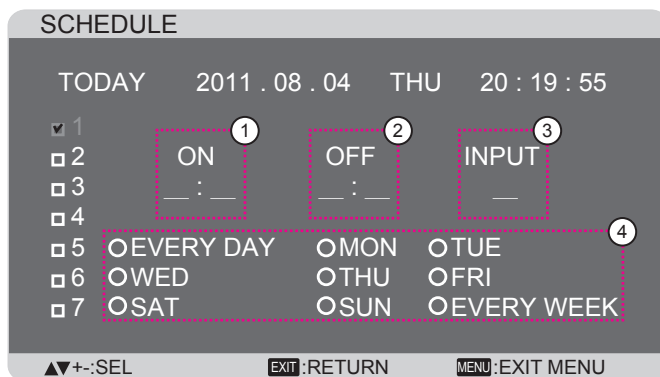 SCHEDULE
TODAY 2011 . 08 . 04 THU 20 : 19 : 55
1
1 2 3
2 ON OFF INPUT
3 __ : __ __ : __ __
4
4
5 EVERY DAY MON TUE
6 WED THU FRI
7 SAT SUN EVERY WEEK
▲▼+-:SEL EXIT :RETURN MENU :EXIT MENU